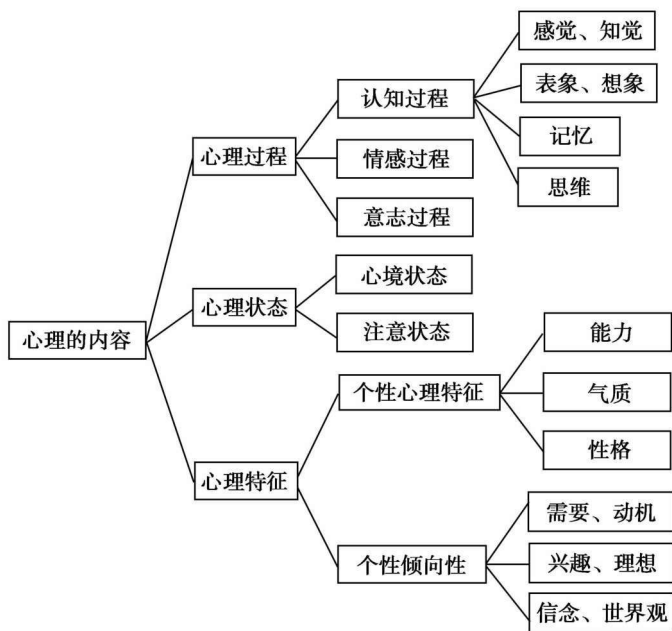 心理的内容
心理过程
认知过程
感觉、知觉
表象、想象
记忆
思维
情感过程
意志过程
心理状态
心境状态
注意状态
心理特征
个性心理特征
能力
气质
性格
个性倾向性
需要、动机
兴趣、理想
信念、世界观